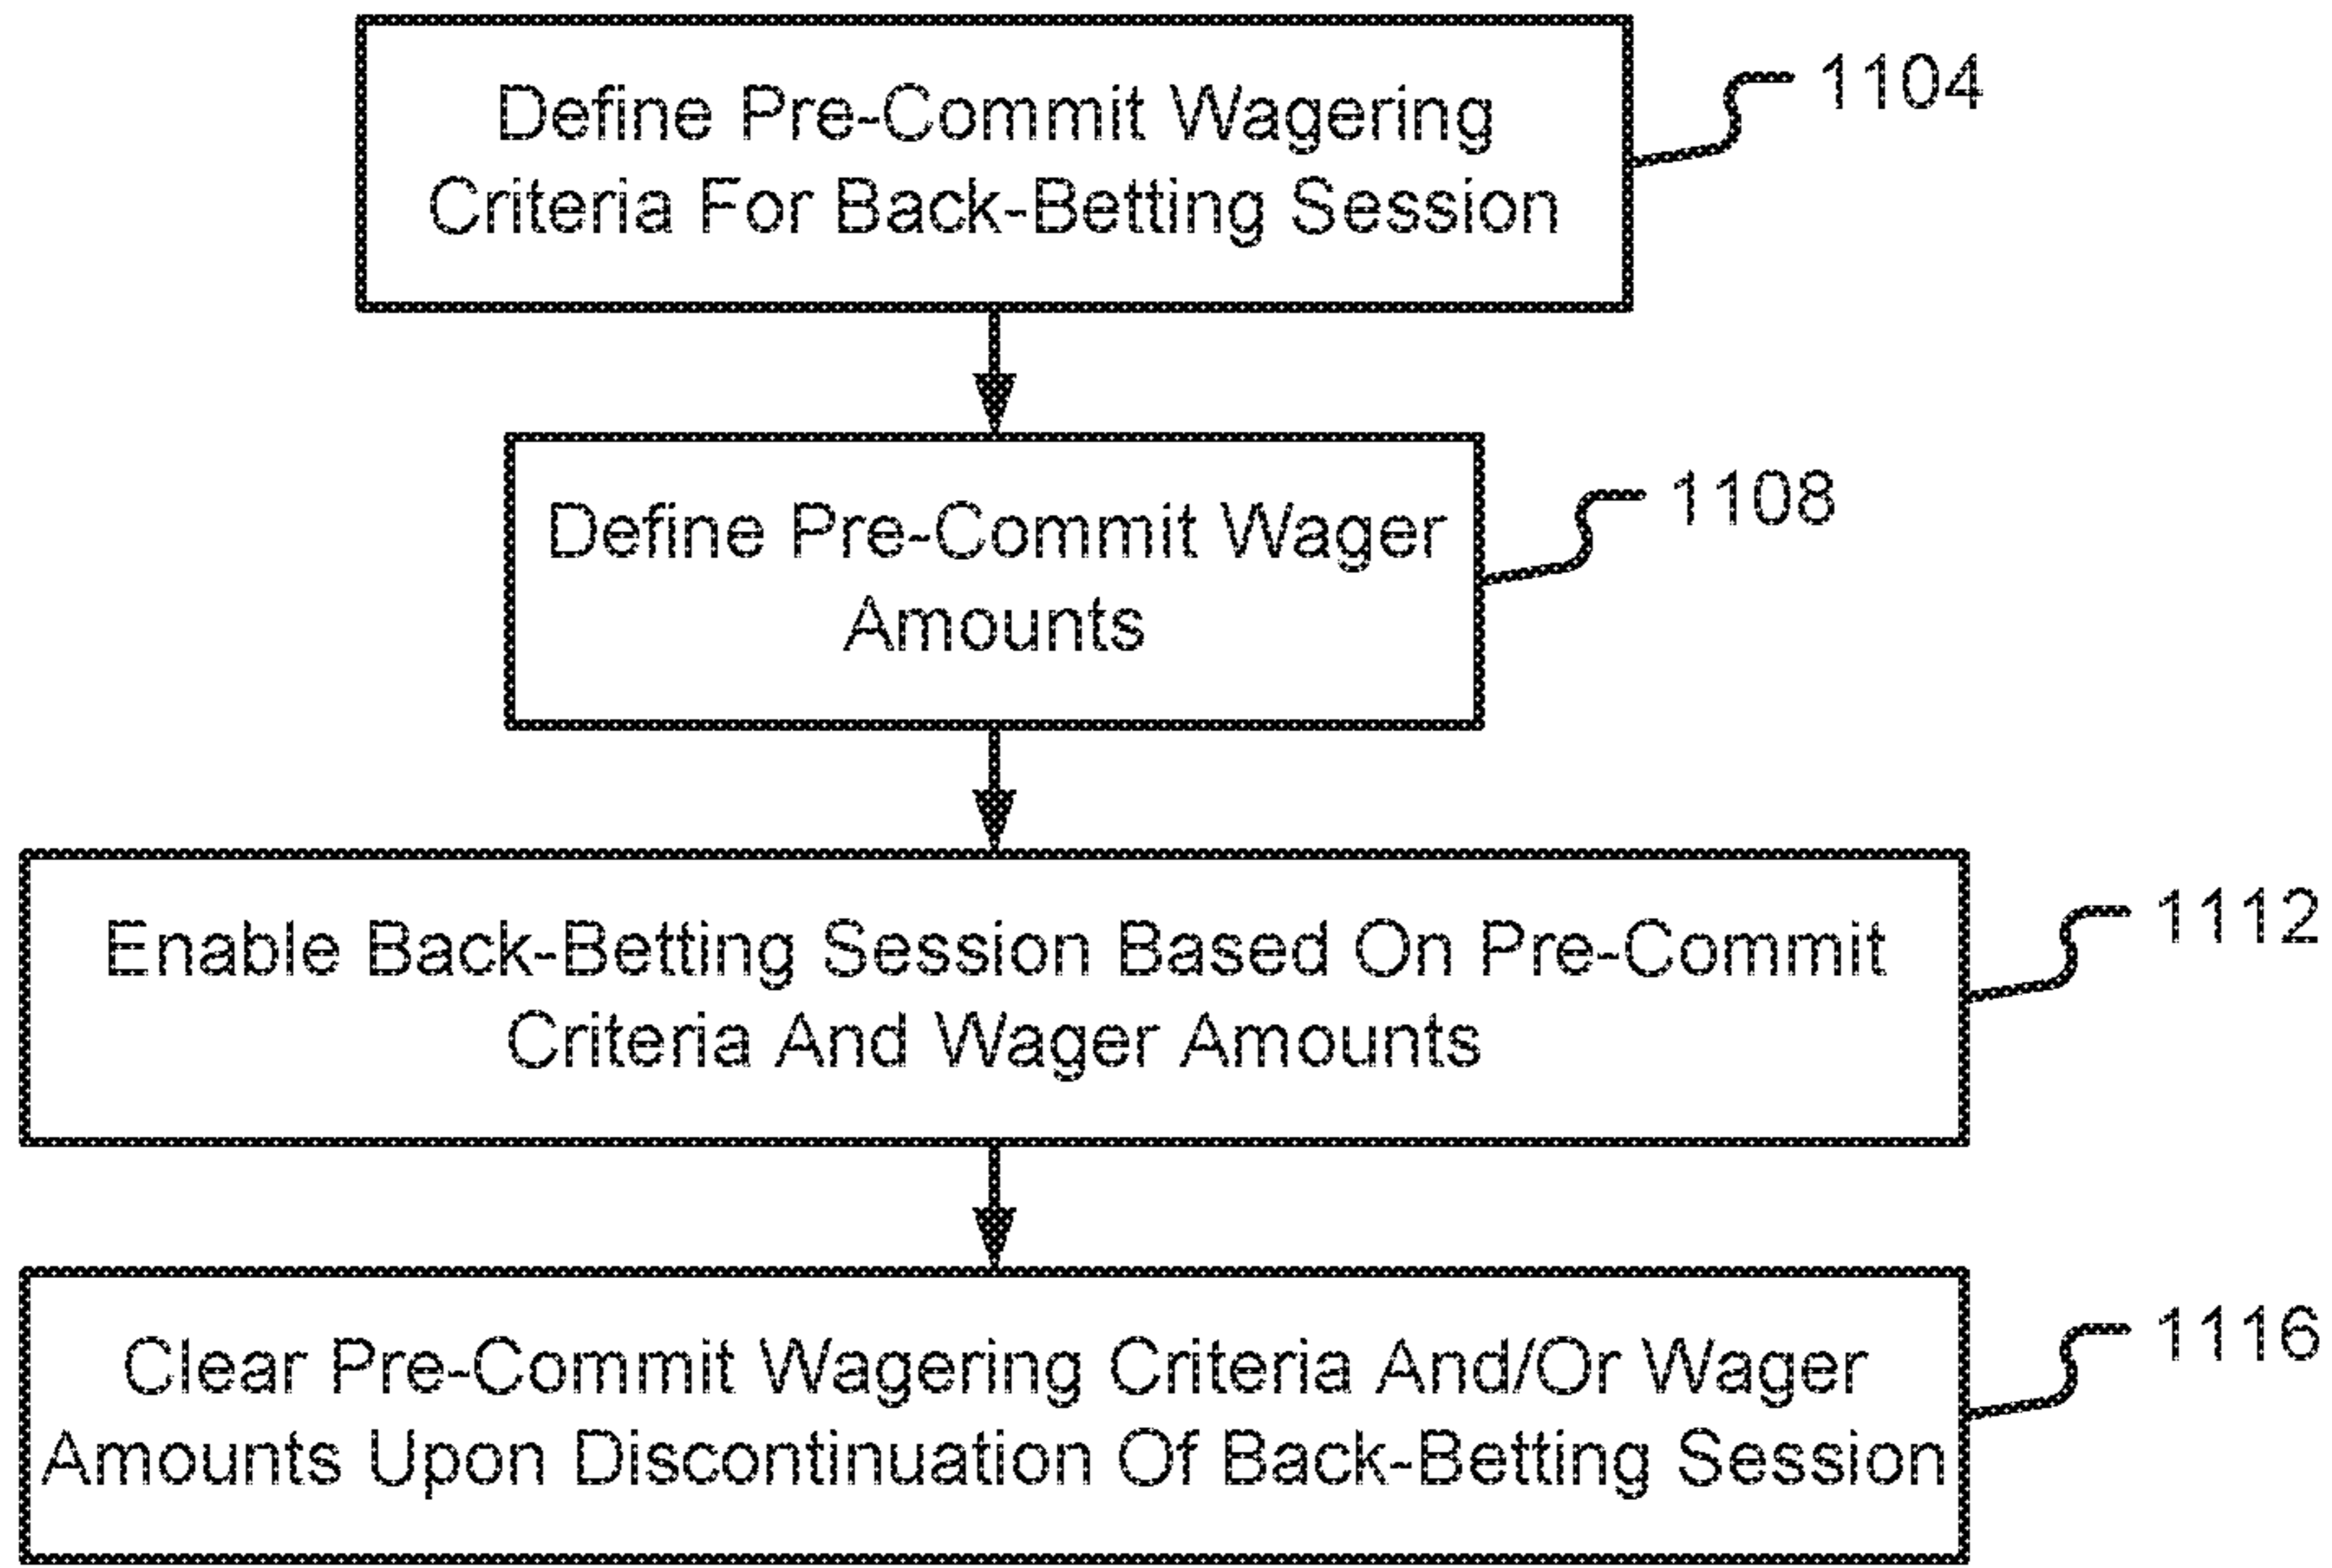 Define Pre-Commit Wagering
Criteria For Back-Betting Session
1104
Define Pre-Commit Wager
Amounts
1108
Enable Back-Betting Session Based On Pre-Commit
Criteria And Wager Amounts
1112
Clear Pre-Commit Wagering Criteria And/Or Wager
Amounts Upon Discontinuation Of Back-Betting Session
1116